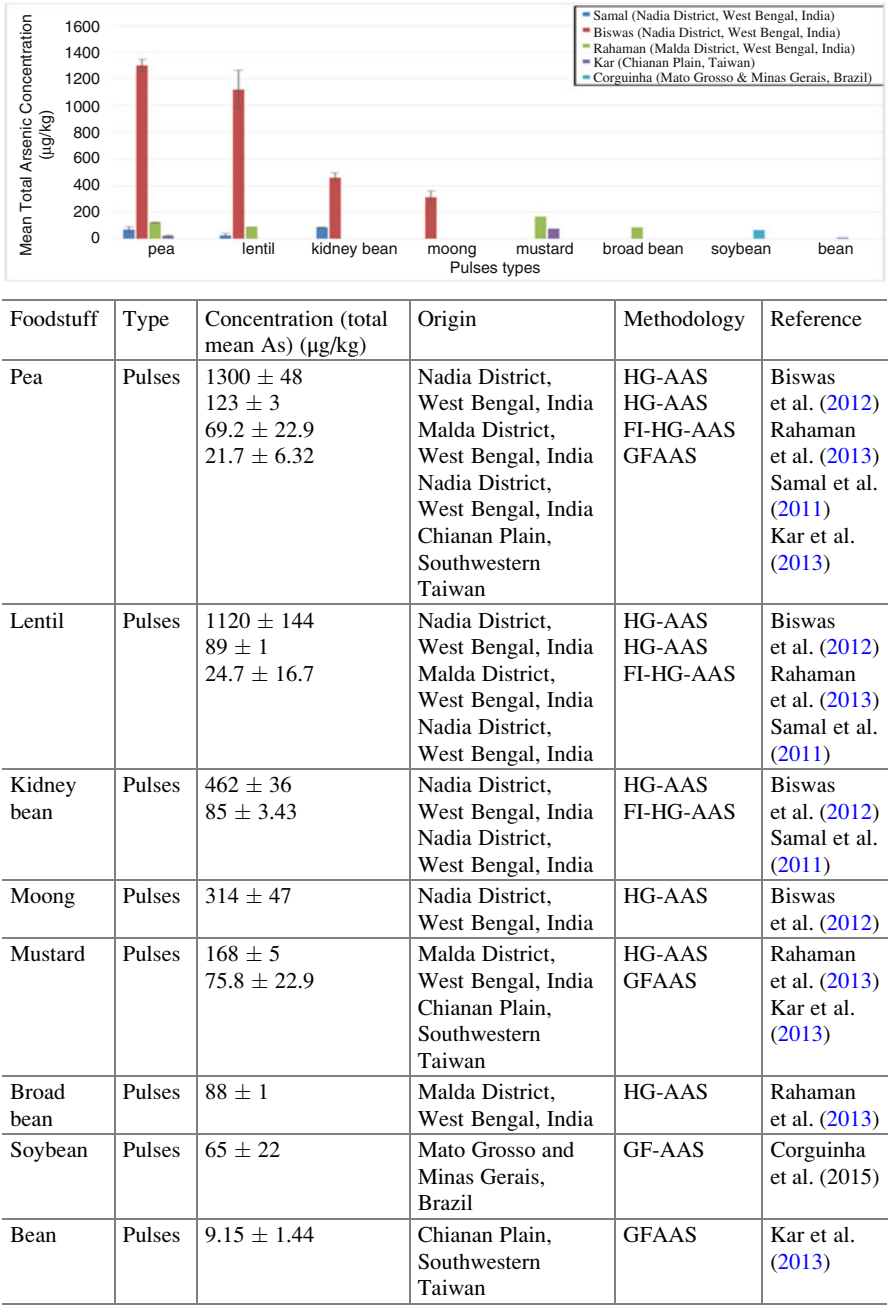 1600
1400
1200
1000
800
600
400
200
0
Mean Total Arsenic Concentration
(µg/kg)
Samal (Nadia District, West Bengal, India)
Biswas (Nadia District, West Bengal, India)
Rahaman (Malda District, West Bengal, India)
Kar (Chianan Plain, Taiwan)
Corguinha (Mato Grosso & Minas Gerais, Brazil)
pea lentil kidney bean moong mustard broad bean soybean bean
Pulses types
Foodstuff Type Concentration (total Origin Methodology Reference
mean As) (µg/kg)
Pea Pulses 1300 ± 48 Nadia District, HG-AAS Biswas
123 ± 3 West Bengal, India HG-AAS et al. (2012)
69.2 ± 22.9 Malda District, FI-HG-AAS Rahaman
21.7 ± 6.32 West Bengal, India GFAAS et al. (2013)
Nadia District, Samal et al.
West Bengal, India (2011)
Chianan Plain, Kar et al.
Southwestern (2013)
Taiwan
Lentil Pulses 1120 ± 144 Nadia District, HG-AAS Biswas
89 ± 1 West Bengal, India HG-AAS et al. (2012)
24.7 ± 16.7 Malda District, FI-HG-AAS Rahaman
West Bengal, India et al. (2013)
Nadia District, Samal et al.
West Bengal, India (2011)
Kidney Pulses 462 ± 36 Nadia District, HG-AAS Biswas
bean 85 ± 3.43 West Bengal, India FI-HG-AAS et al. (2012)
Nadia District, Samal et al.
West Bengal, India (2011)
Moong Pulses 314 ± 47 Nadia District, HG-AAS Biswas
West Bengal, India et al. (2012)
Mustard Pulses 168 ± 5 Malda District, HG-AAS Rahaman
75.8 ± 22.9 West Bengal, India GFAAS et al. (2013)
Chianan Plain, Kar et al.
Southwestern (2013)
Taiwan
Broad Pulses 88 ± 1 Malda District, HG-AAS Rahaman
bean West Bengal, India et al. (2013)
Soybean Pulses 65 ± 22 Mato Grosso and GF-AAS Corguinha
Minas Gerais, et al. (2015)
Brazil
Bean Pulses 9.15 ± 1.44 Chianan Plain, GFAAS Kar et al.
Southwestern (2013)
Taiwan